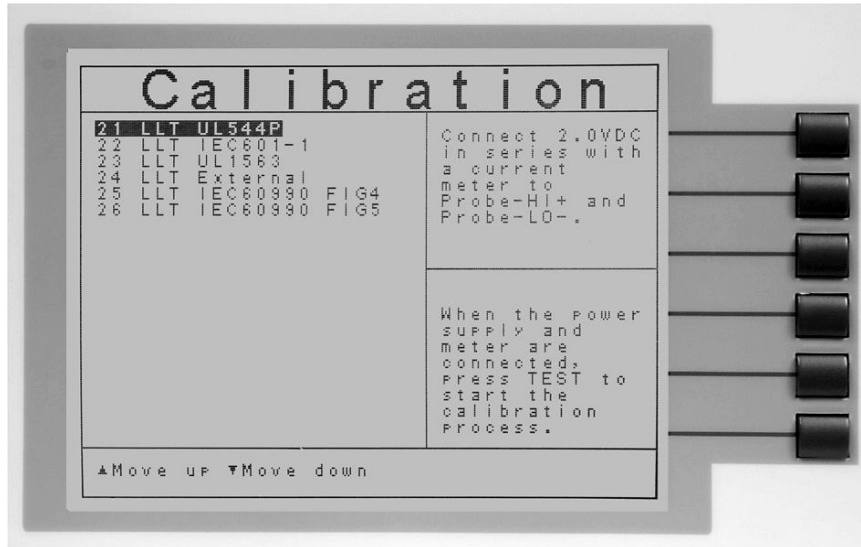 Calibration
21 LLT UL544P
22 LLT IEC601-1
23 LLT UL1563
24 LLT External
25 LLT IEC60990 FIG4
26 LLT IEC60990 FIG5
Connect 2.0VDC
in series with
a current
meter to
Probe-HI+ and
Probe-LO-.
When the power
supply and
meter are
connected,
press TEST to
start the
calibration
process.
▲Move up ▼Move down